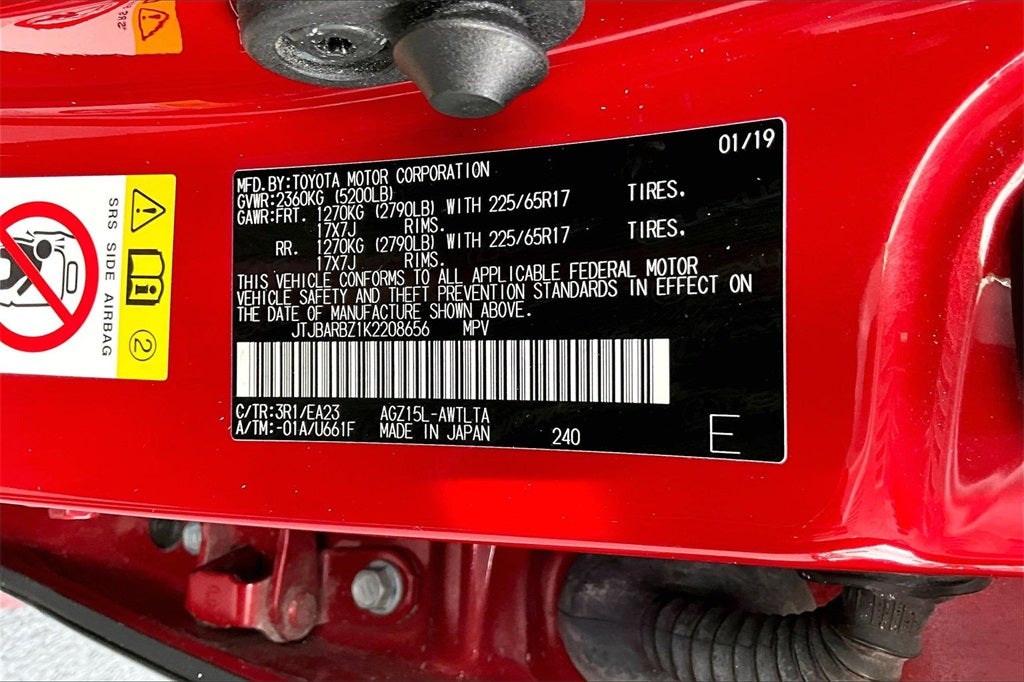 01/19
MFD.BY:TOYOTA MOTOR CORPORATION
GVWR:2360KG (5200LB)
GAWR:FRT. 1270KG (2790LB) WITH 225/65R17 TIRES.
17X7J RIMS.
RR. 1270KG (2790LB) WITH 225/65R17 TIRES.
17X7J RIMS.
THIS VEHICLE CONFORMS TO ALL APPLICABLE FEDERAL MOTOR
VEHICLE SAFETY AND THEFT PREVENTION STANDARDS IN EFFECT ON
THE DATE OF MANUFACTURE SHOWN ABOVE.
JTJBARBZ1K2208656 MPV
C/TR:3R1/EA23 AGZ15L-AWTLTA
A/TM:-01A/U661F MADE IN JAPAN 240
E
SRS SIDE AIRBAG
2